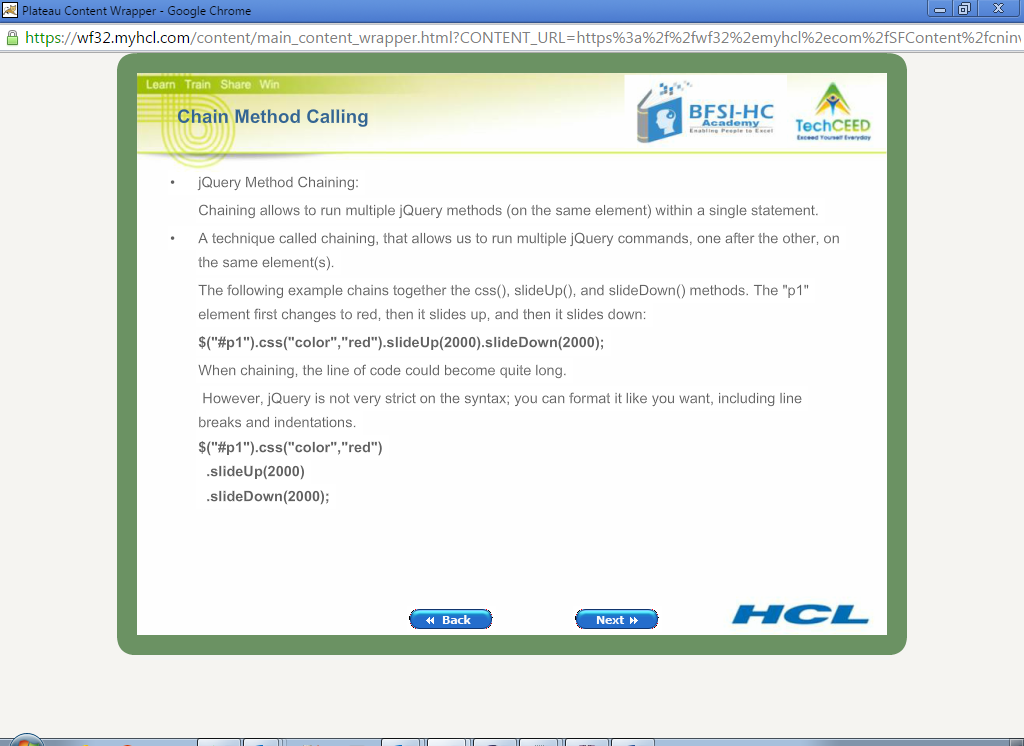 Plateau Content Wrapper - Google Chrome
https://wf32.myhcl.com/content/main_content_wrapper.html?CONTENT_URL=https%3a%2f%2fwf32%2emyhcl%2ecom%2fSFContent%2fcninv
Learn Train Share Win
Chain Method Calling
BFSI-HC
Academy
Enabling People to Excel
TechCEED
Exceed Yourself Everyday
• jQuery Method Chaining:
Chaining allows to run multiple jQuery methods (on the same element) within a single statement.
• A technique called chaining, that allows us to run multiple jQuery commands, one after the other, on
the same element(s).
The following example chains together the css(), slideUp(), and slideDown() methods. The "p1"
element first changes to red, then it slides up, and then it slides down:
$("#p1").css("color","red").slideUp(2000).slideDown(2000);
When chaining, the line of code could become quite long.
However, jQuery is not very strict on the syntax; you can format it like you want, including line
breaks and indentations.
$("#p1").css("color","red")
.slideUp(2000)
.slideDown(2000);
Back
Next
HCL